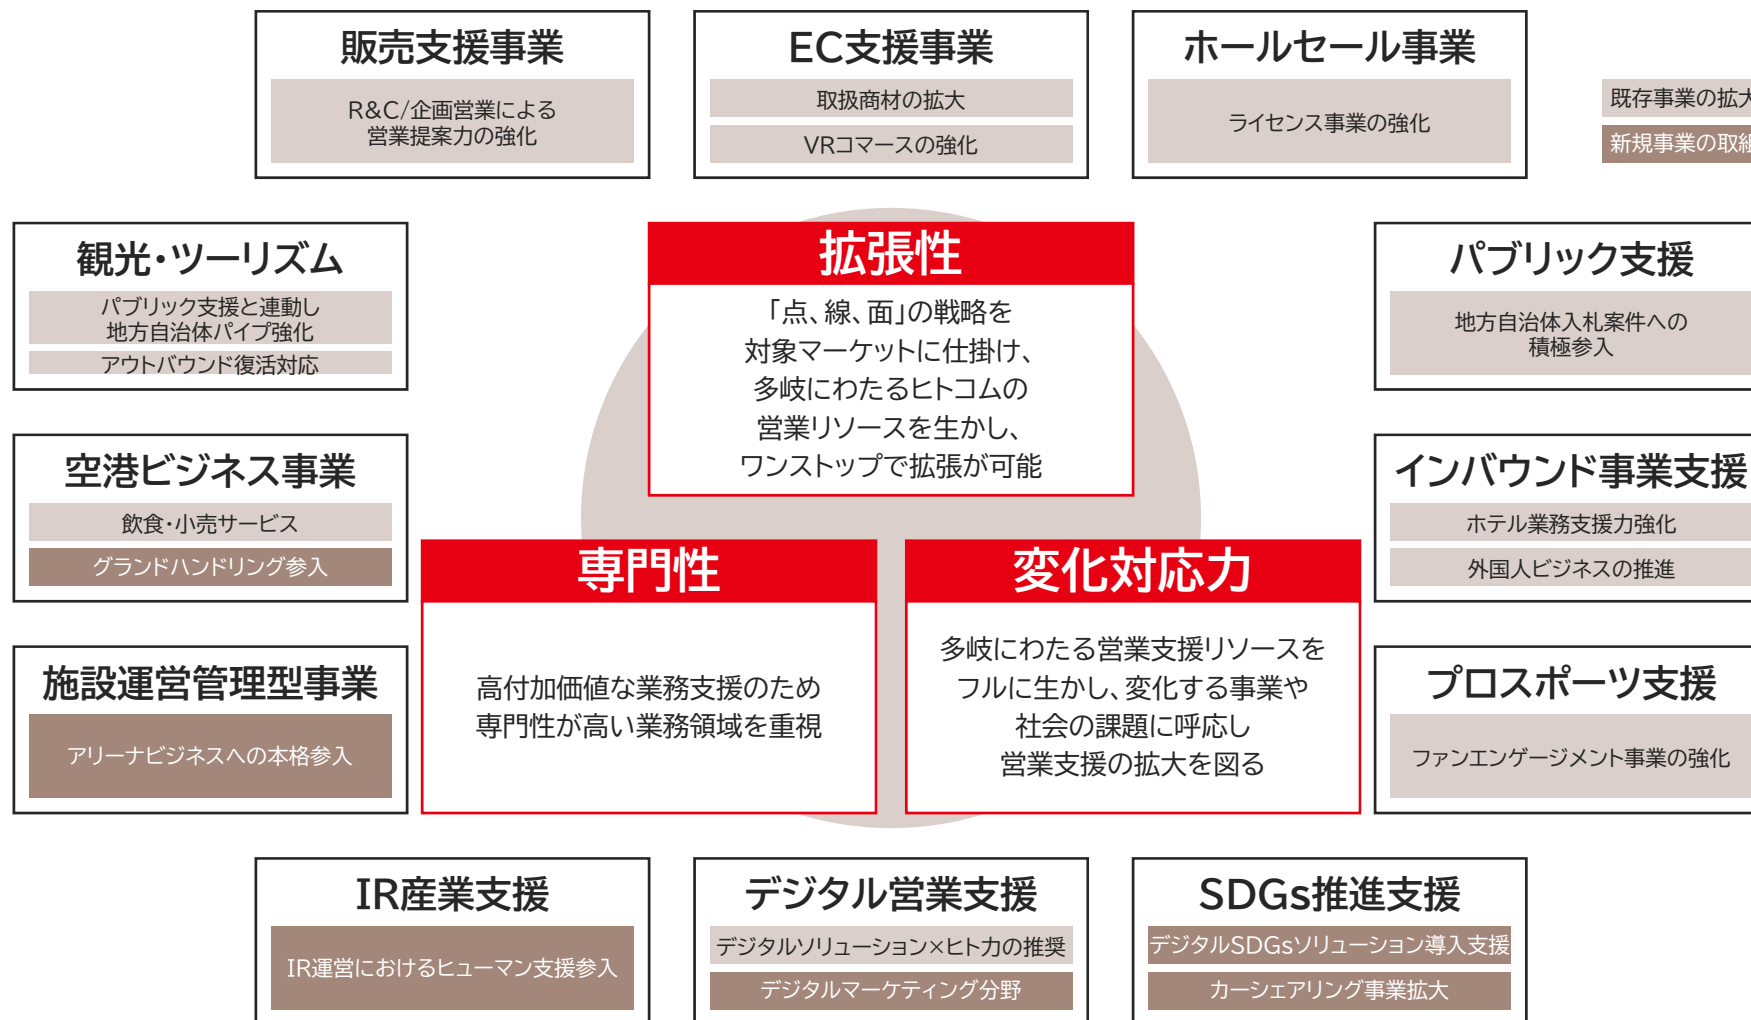 販売支援事業
R&C/企画営業による
営業提案力の強化
EC支援事業
取扱商材の拡大
VRコマースの強化
ホールセール事業
ライセンス事業の強化
既存事業の拡大
新規事業の取組
観光・ツーリズム
パブリック支援と連動し
地方自治体パイプ強化
アウトバウンド復活対応
拡張性
「点、線、面」の戦略を
対象マーケットに仕掛け、
多岐にわたるヒトコムの
営業リソースを生かし、
ワンストップで拡張が可能
パブリック支援
地方自治体入札案件への
積極参入
空港ビジネス事業
飲食・小売サービス
グランドハンドリング参入
インバウンド事業支援
ホテル業務支援力強化
外国人ビジネスの推進
専門性
高付加価値な業務支援のため
専門性が高い業務領域を重視
変化対応力
多岐にわたる営業支援リソースを
フルに生かし、変化する事業や
社会の課題に呼応し
営業支援の拡大を図る
施設運営管理型事業
アリーナビジネスへの本格参入
プロスポーツ支援
ファンエンゲージメント事業の強化
IR産業支援
IR運営におけるヒューマン支援参入
デジタル営業支援
デジタルソリューション×ヒト力の推奨
デジタルマーケティング分野
SDGs推進支援
デジタルSDGsソリューション導入支援
カーシェアリング事業拡大